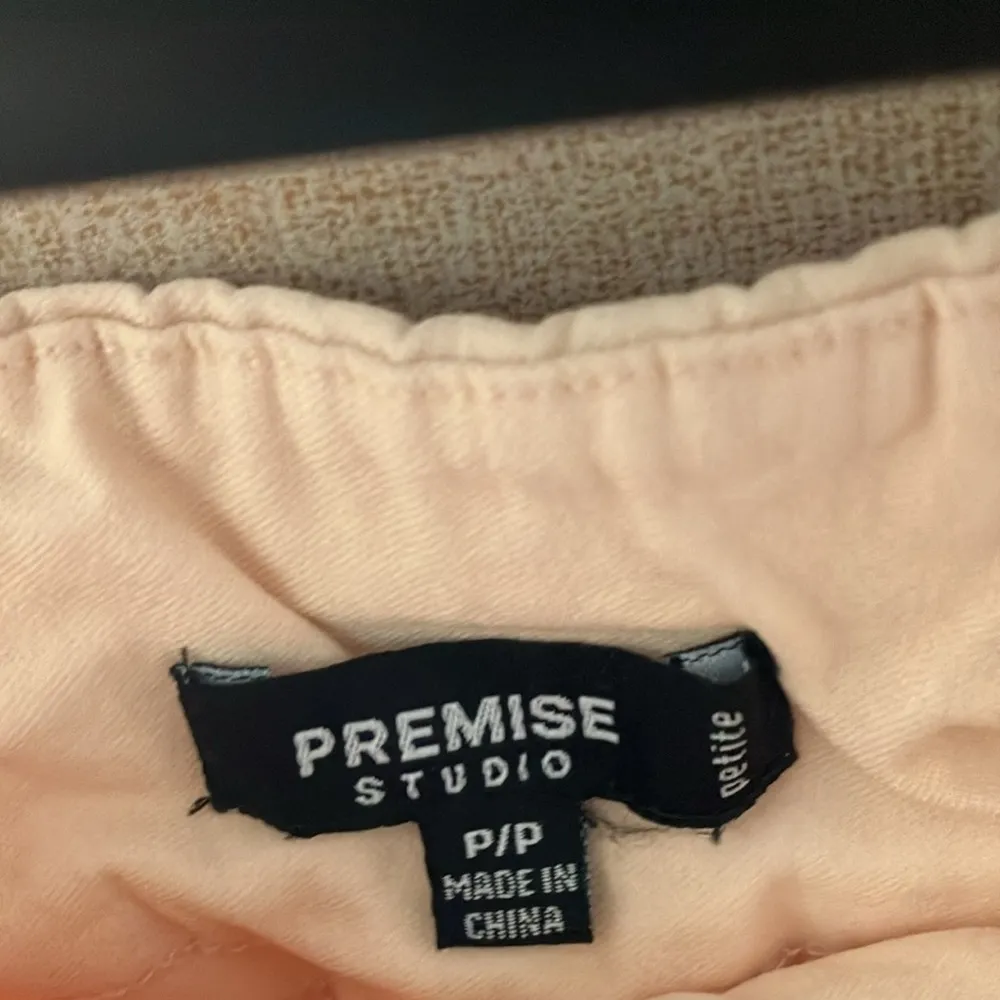 PREMISE
STUDIO
petite
P/P
MADE IN
CHINA